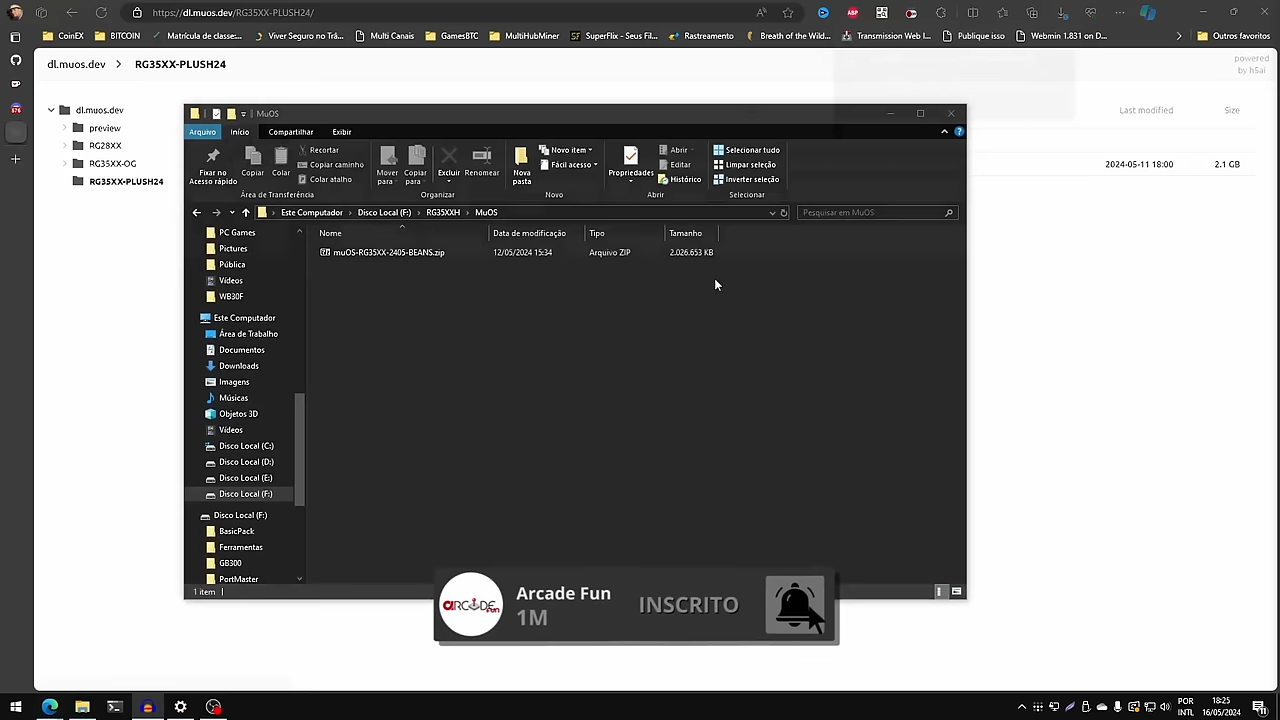 https://dl.muos.dev/RG35XX-PLUSH24/
CoinEX
BITCOIN
Matrícula de classe:...
Viver Seguro no Trâ...
Multi Canais
GamesBTC
MultiHubMiner
SuperFlix - Seus Fil...
Rastreamento
Breath of the Wild...
Transmission Web I...
Publique isso
Webmin 1.831 on D...
Outros favoritos
dl.muos.dev
RG35XX-PLUSH24
powered
by h5ai
dl.muos.dev
preview
RG28XX
RG35XX-OG
RG35XX-PLUSH24
Last modified
Size
2024-05-11 18:00
2.1 GB
MuOS
Arquivo
Início
Compartilhar
Exibir
Fixar no
Acesso rápido
Copiar
Colar
Recortar
Copiar caminho
Colar atalho
Área de Transferência
Mover
para
Copiar
para
Excluir
Renomear
Organizar
Nova
pasta
Novo item
Fácil acesso
Novo
Propriedades
Abrir
Editar
Histórico
Abrir
Selecionar tudo
Limpar seleção
Inverter seleção
Selecionar
Este Computador
Disco Local (F:)
RG35XXH
MuOS
Pesquisar em MuOS
Nome
Data de modificação
Tipo
Tamanho
muOS-RG35XX-2405-BEANS.zip
12/05/2024 15:34
Arquivo ZIP
2.026.653 KB
PC Games
Pictures
Pública
Vídeos
WB30F
Este Computador
Área de Trabalho
Documentos
Downloads
Imagens
Músicas
Objetos 3D
Vídeos
Disco Local (C:)
Disco Local (D:)
Disco Local (E:)
Disco Local (F:)
Disco Local (F:)
BasicPack
Ferramentas
GB300
PortMaster
1 item
ARCADE fun
Arcade Fun
1M
INSCRITO
POR
INTL
18:25
16/05/2024